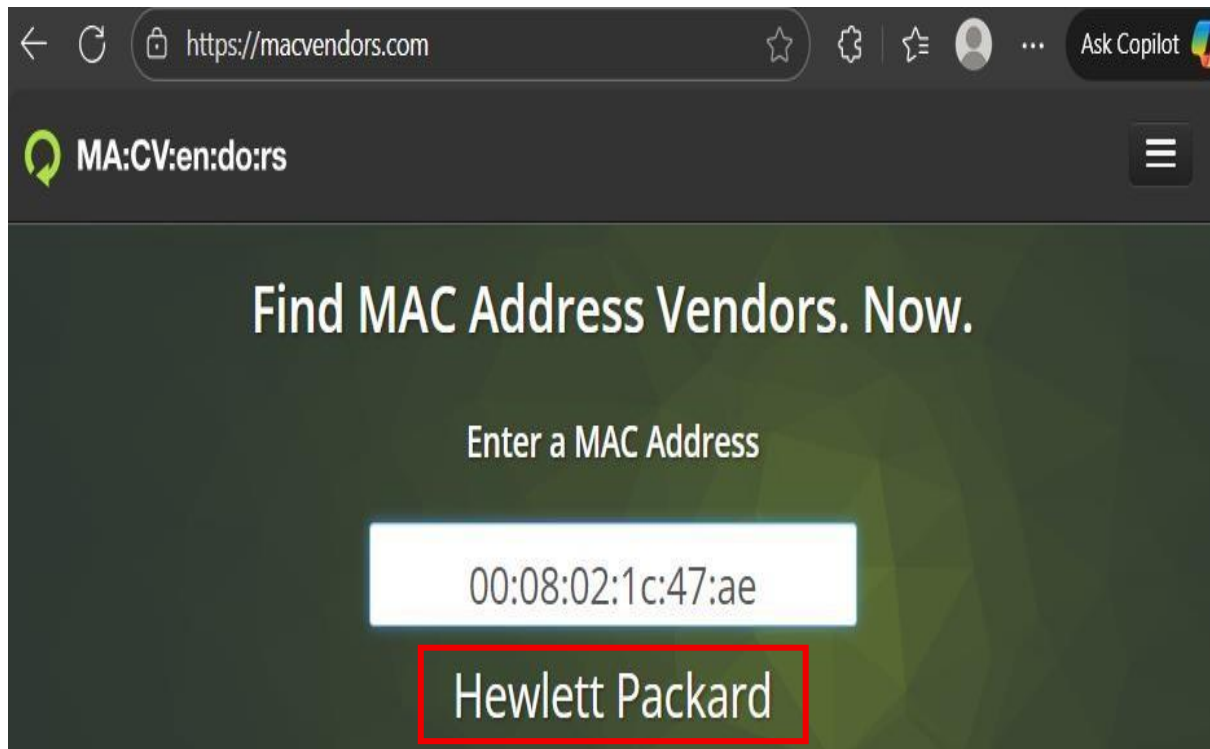 https://macvendors.com
Ask Copilot
MA:CV:en:do:rs
Find MAC Address Vendors. Now.
Enter a MAC Address
00:08:02:1c:47:ae
Hewlett Packard